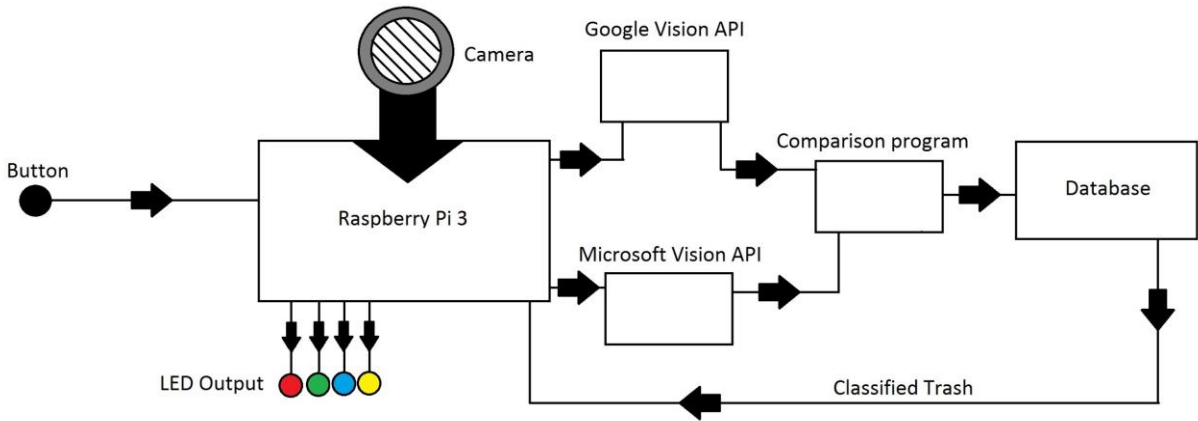 Google Vision API
Camera
Comparison program
Button
Database
Raspberry Pi 3
Microsoft Vision API
LED Output
Classified Trash